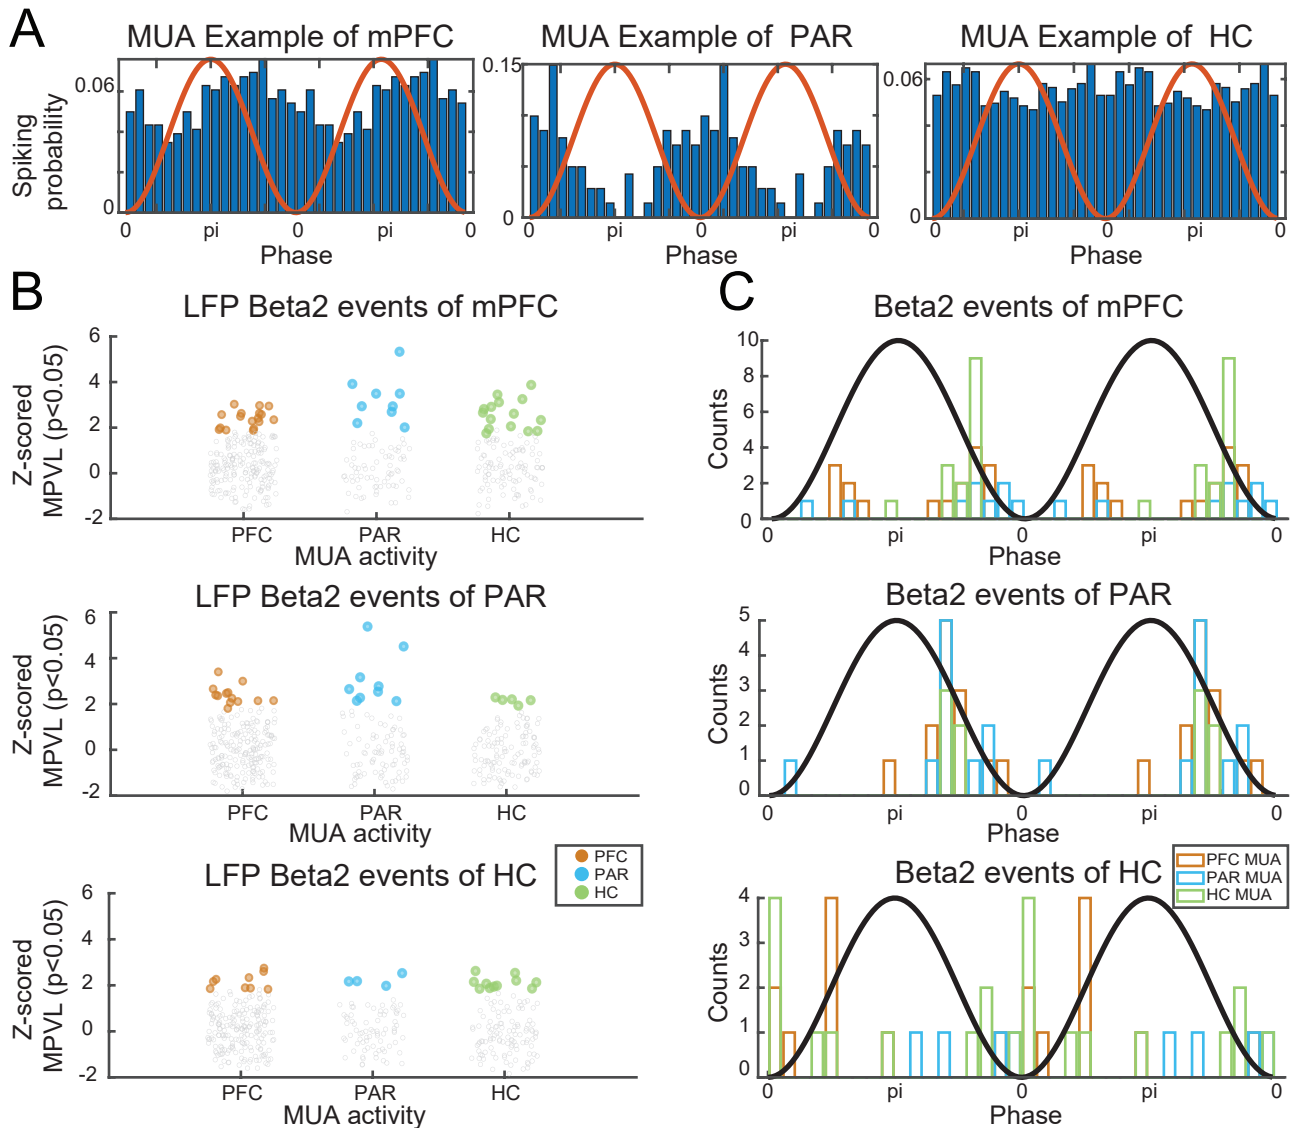 A
MUA Example of mPFC
MUA Example of PAR
MUA Example of HC
Spiking
probability
0.06
0
0 pi 0 pi 0
Phase
0.15
0
0 pi 0 pi 0
Phase
0.06
0
0 pi 0 pi 0
Phase
B
LFP Beta2 events of mPFC
Z-scored
MPVL (p<0.05)
6
4
2
0
-2
PFC PAR HC
MUA activity
LFP Beta2 events of PAR
Z-scored
MPVL (p<0.05)
6
4
2
0
-2
PFC PAR HC
MUA activity
LFP Beta2 events of HC
PFC
PAR
HC
Z-scored
MPVL (p<0.05)
6
4
2
0
-2
PFC PAR HC
MUA activity
C
Beta2 events of mPFC
Counts
10
8
6
4
2
0
0 pi 0 pi 0
Phase
Beta2 events of PAR
Counts
5
4
3
2
1
0
0 pi 0 pi 0
Phase
Beta2 events of HC
PFC MUA
PAR MUA
HC MUA
Counts
4
3
2
1
0
0 pi 0 pi 0
Phase